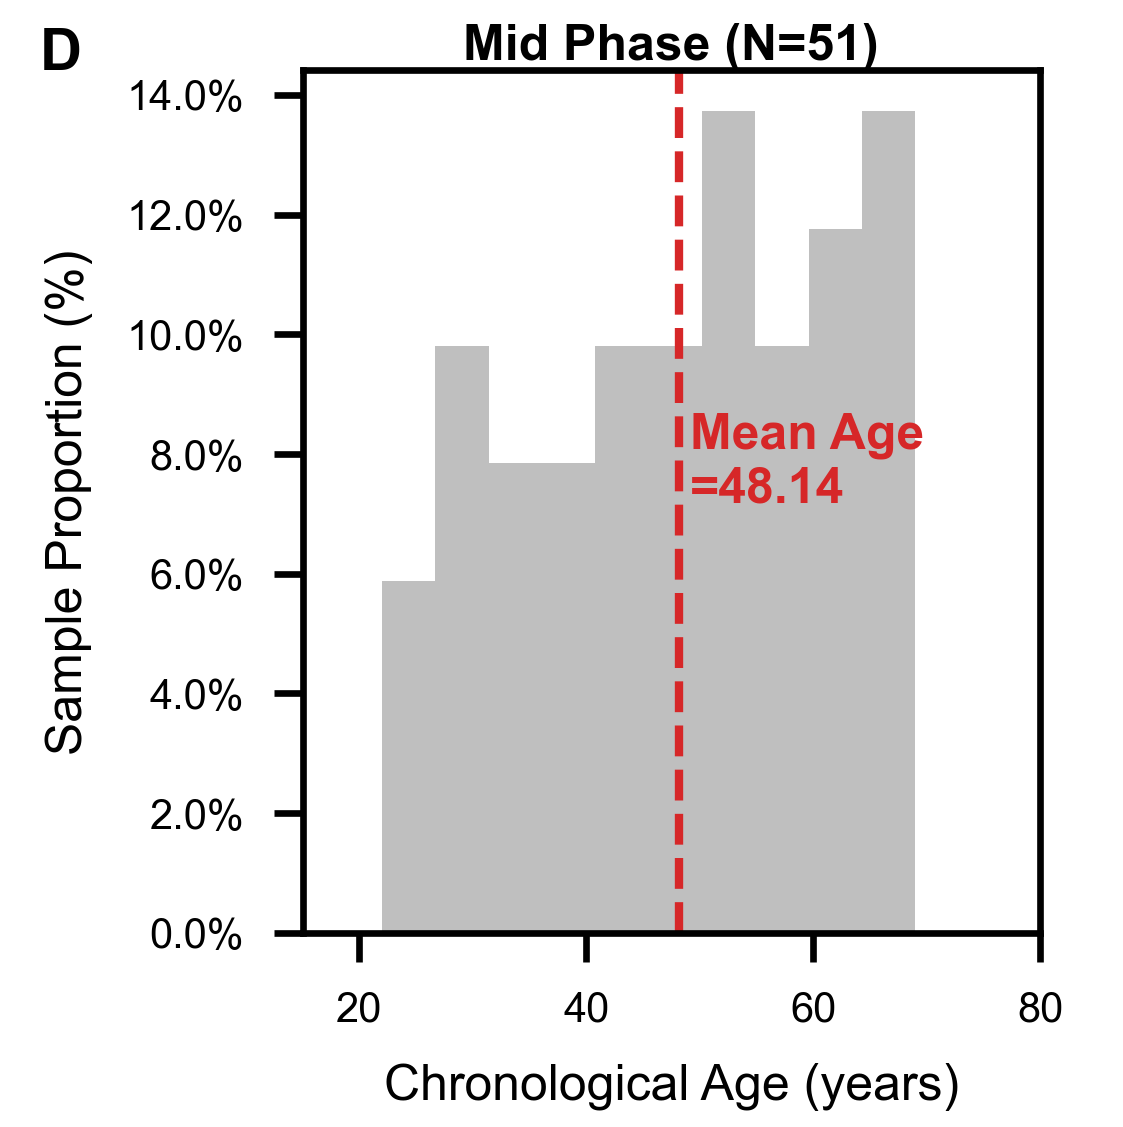 D
Mid Phase (N=51)
14.0%
12.0%
10.0%
8.0%
6.0%
4.0%
2.0%
0.0%
Sample Proportion (%)
Mean Age
=48.14
20 40 60 80
Chronological Age (years)